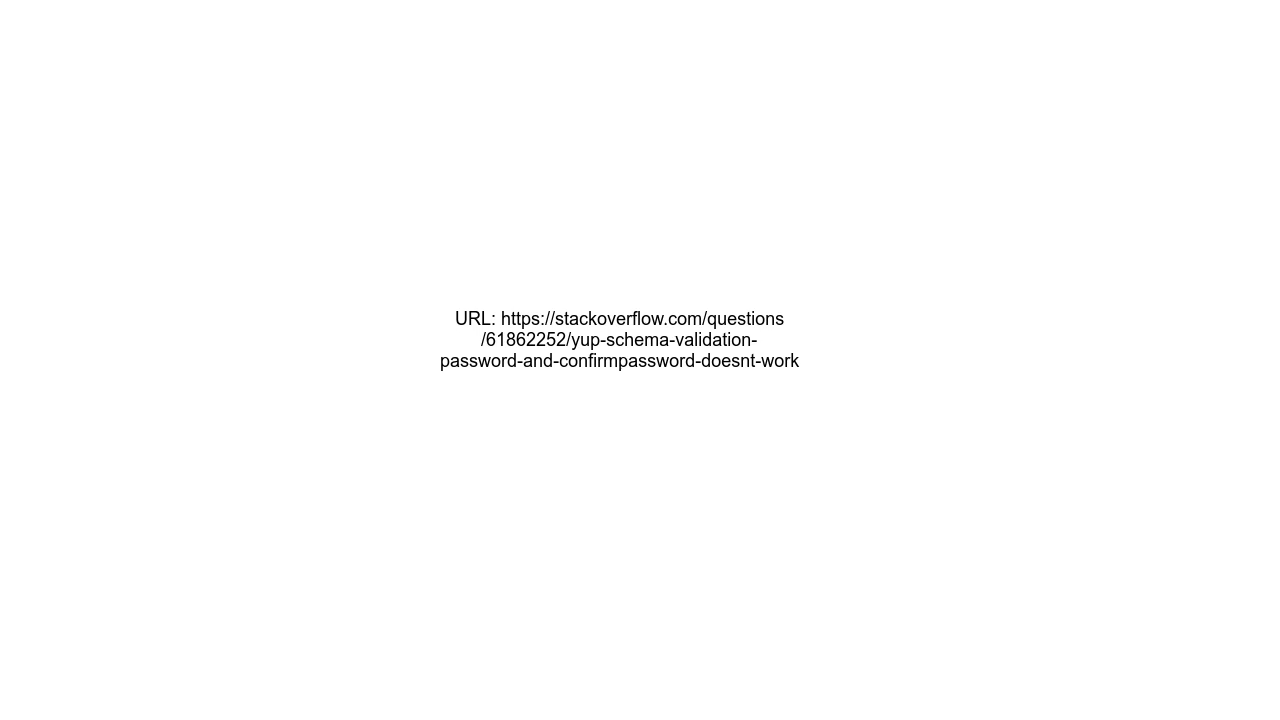 URL: https://stackoverflow.com/questions
/61862252/yup-schema-validation-
password-and-confirmpassword-doesnt-work